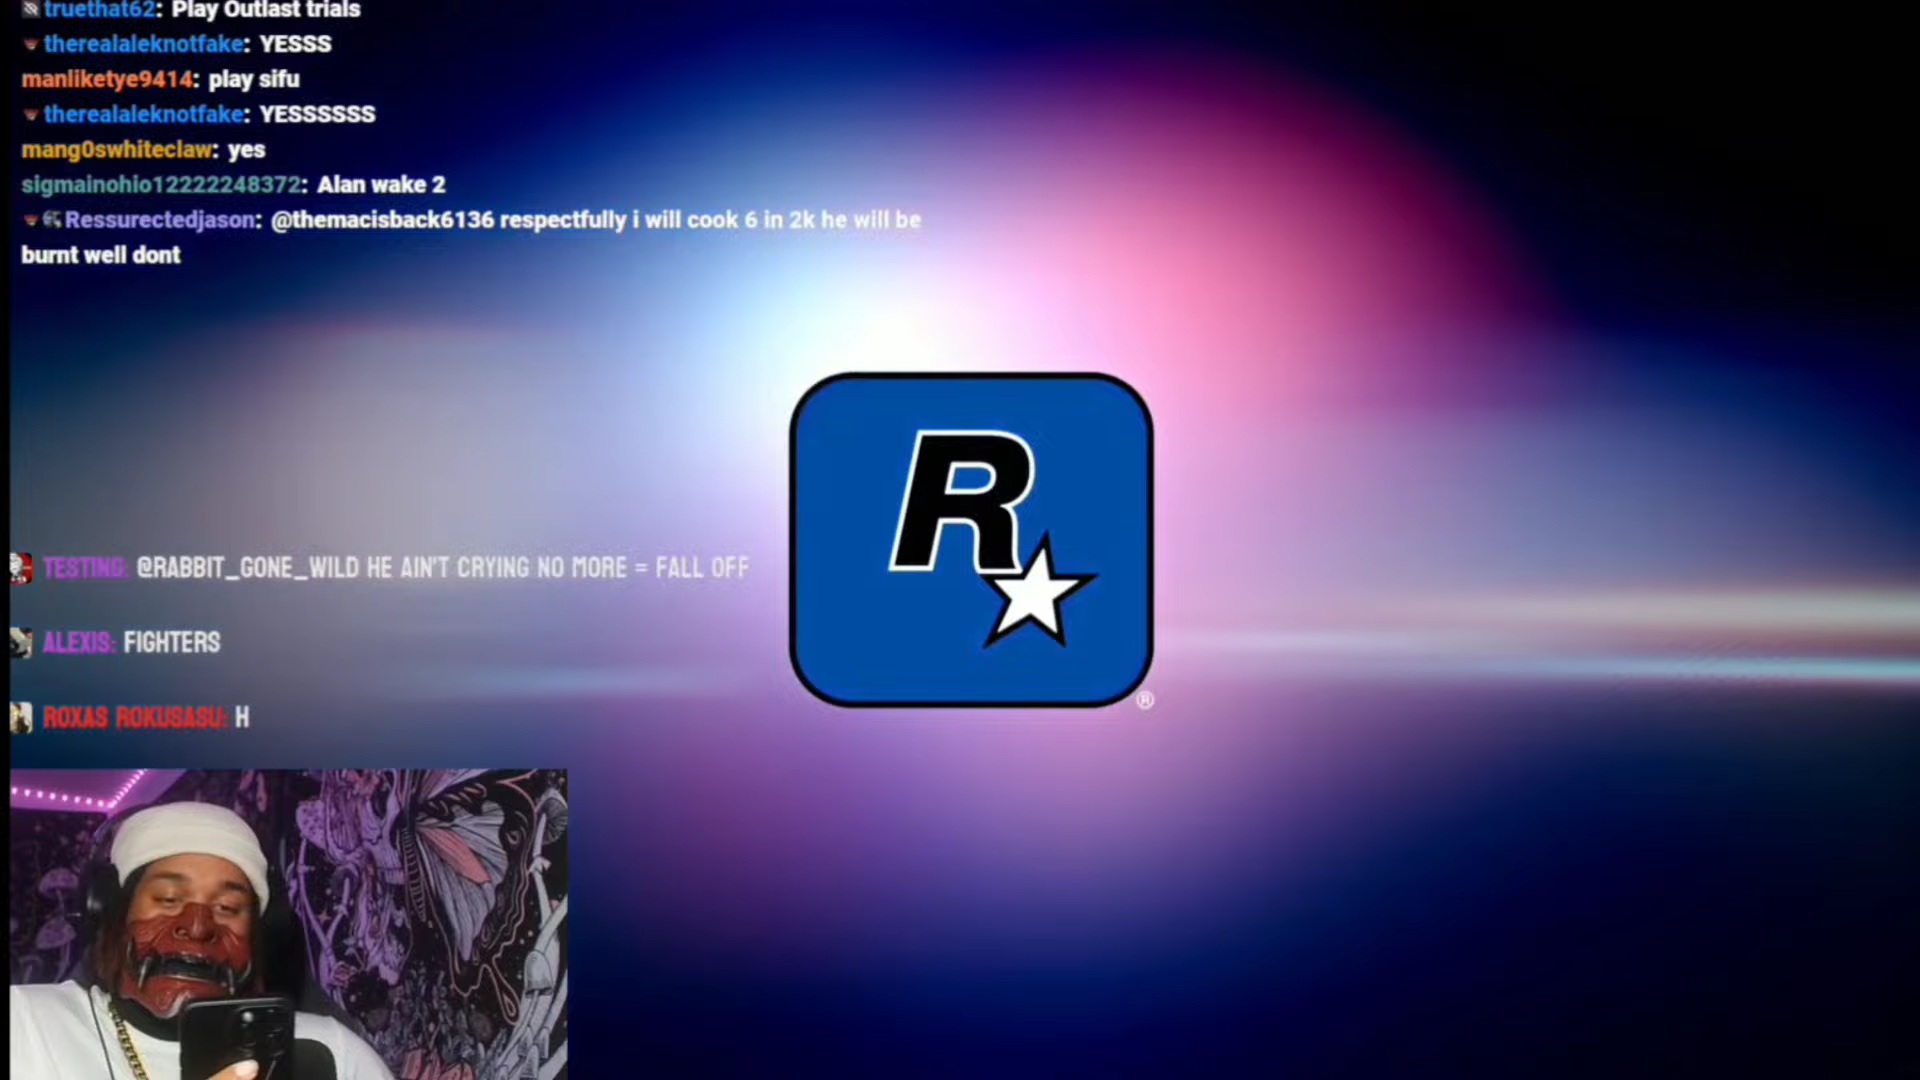 truethat62: Play Outlast trials
therealaleknotfake: YESSS
manliketye9414: play sifu
therealaleknotfake: YESSSSSS
mang0swhiteclaw: yes
sigmainohio12222248372: Alan wake 2
Ressurectedjason: @themacisback6136 respectfully i will cook 6 in 2k he will be
burnt well dont
R
®
TESTING: @RABBIT_GONE_WILD HE AIN'T CRYING NO MORE = FALL OFF
ALEXIS: FIGHTERS
ROXAS ROKUSASU: H